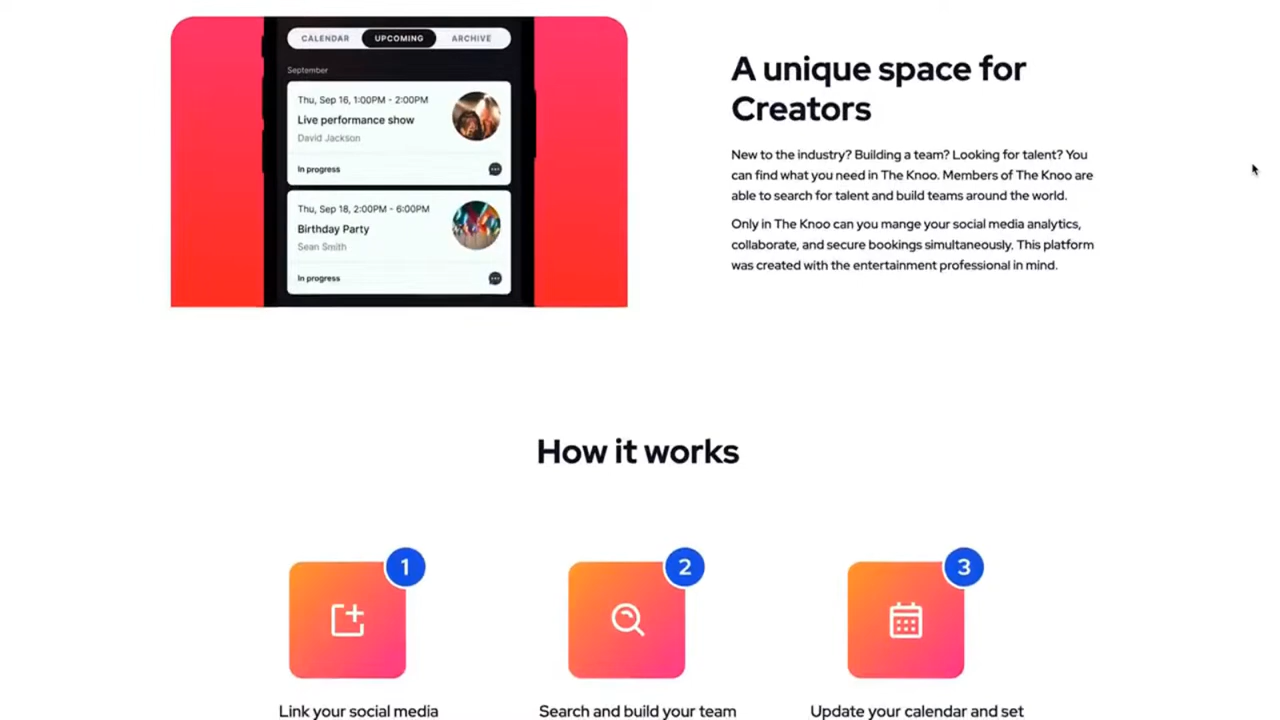 CALENDAR UPCOMING ARCHIVE
September
Thu, Sep 16, 1:00PM - 2:00PM
Live performance show
David Jackson
In progress
Thu, Sep 18, 2:00PM - 6:00PM
Birthday Party
Sean Smith
In progress
A unique space for
Creators
New to the industry? Building a team? Looking for talent? You
can find what you need in The Knoo. Members of The Knoo are
able to search for talent and build teams around the world.
Only in The Knoo can you mange your social media analytics,
collaborate, and secure bookings simultaneously. This platform
was created with the entertainment professional in mind.
How it works
1
2
3
Link your social media
Search and build your team
Update your calendar and set